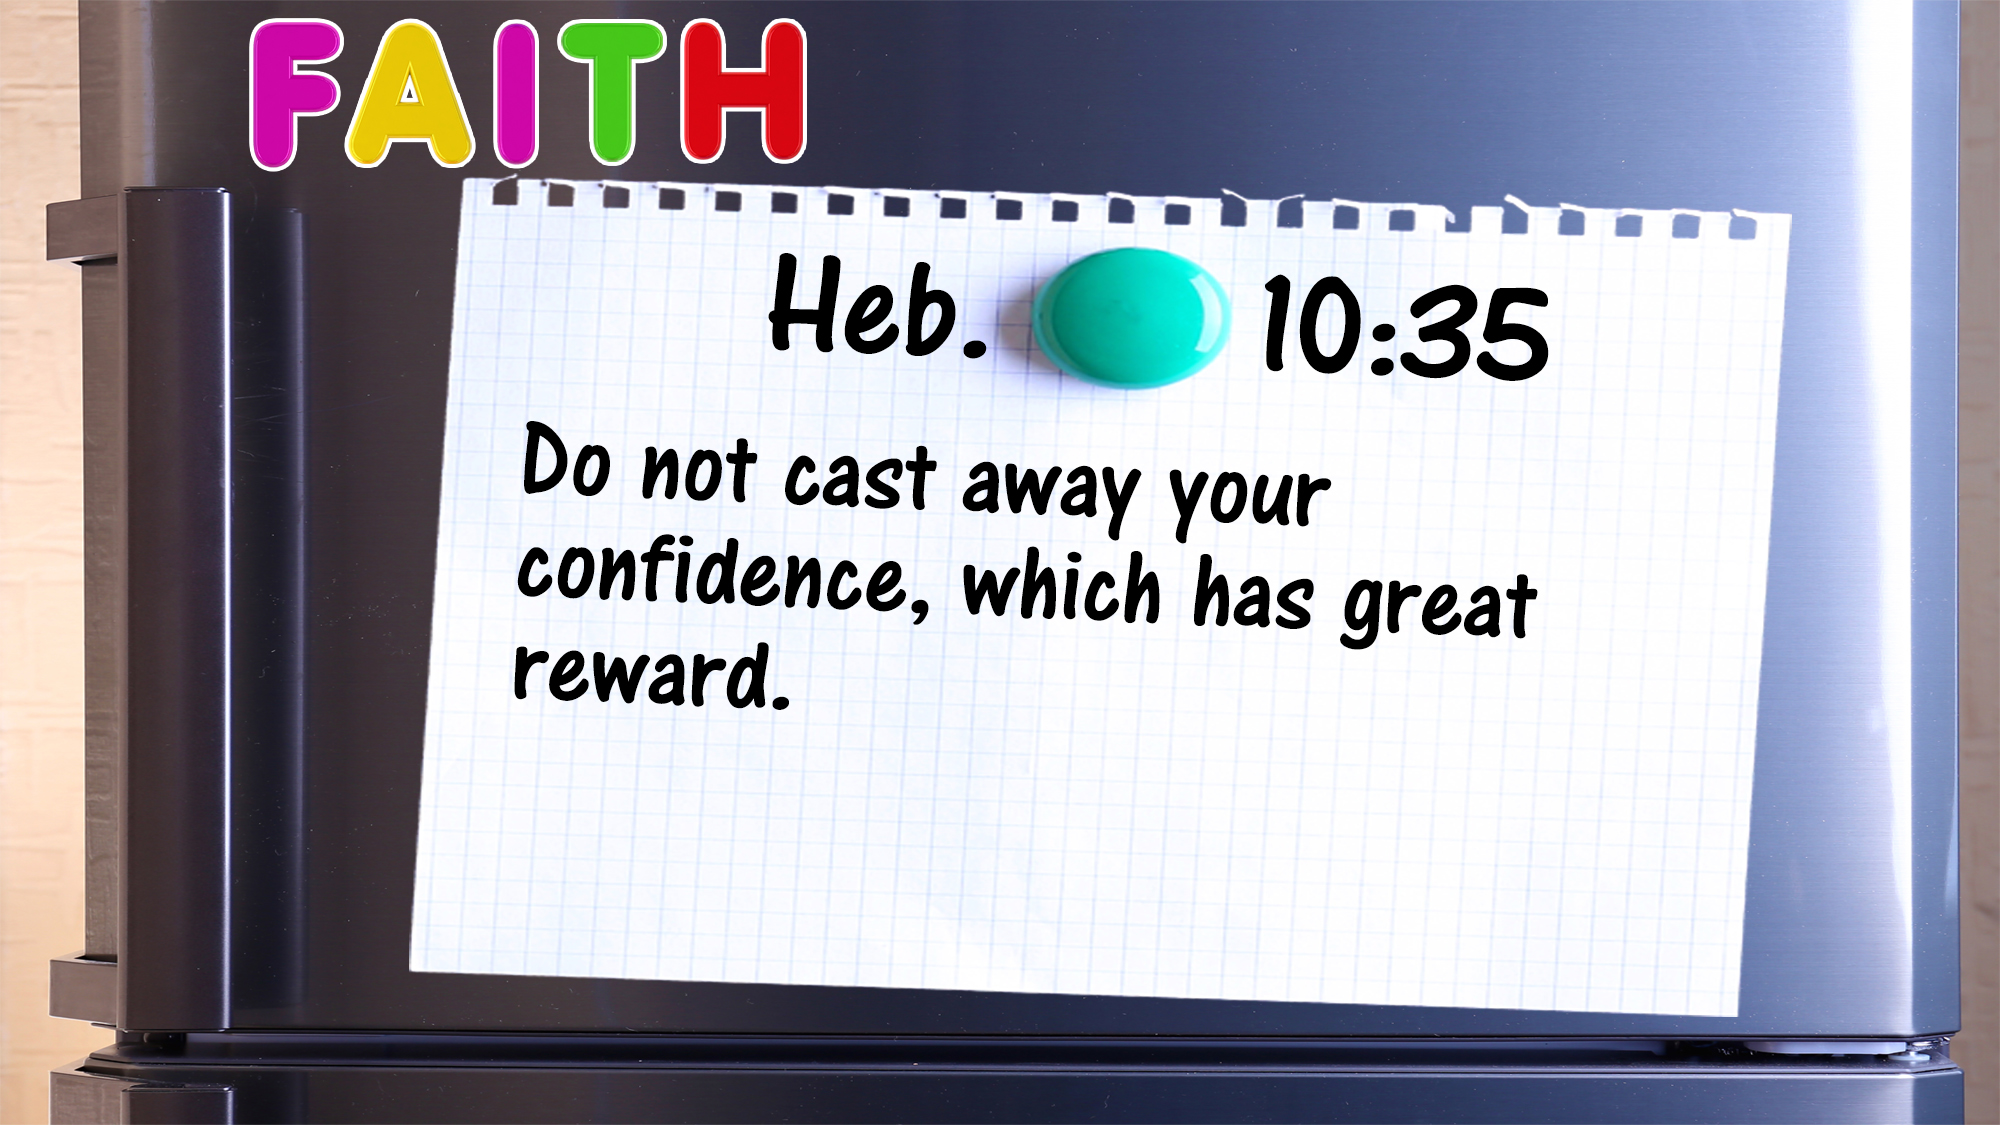 FAITH
Heb. 10:35
Do not cast away your
confidence, which has great
reward.